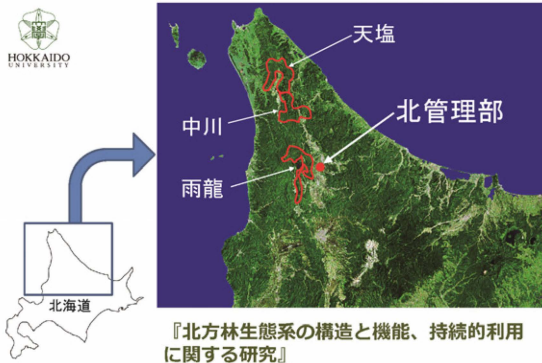 HOKKAIDO
UNIVERSITY
天塩
中川
北管理部
雨龍
北海道
『北方林生態系の構造と機能、持続的利用
に関する研究』